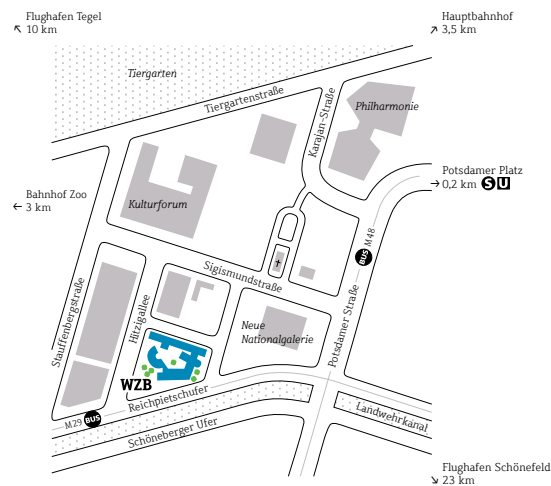 Flughafen Tegel
↖ 10 km
Hauptbahnhof
↗ 3,5 km
Tiergarten
Tiergartenstraße
Karajan-Straße
Philharmonie
Potsdamer Platz
→ 0,2 km S U
Bahnhof Zoo
← 3 km
Kulturforum
BUS M48
Sigismundstraße
Stauffenbergstraße
Hitzigallee
Neue
Nationalgalerie
Potsdamer Straße
WZB
Reichpietschufer
M29 BUS
Landwehrkanal
Schöneberger Ufer
Flughafen Schönefeld
↘ 23 km